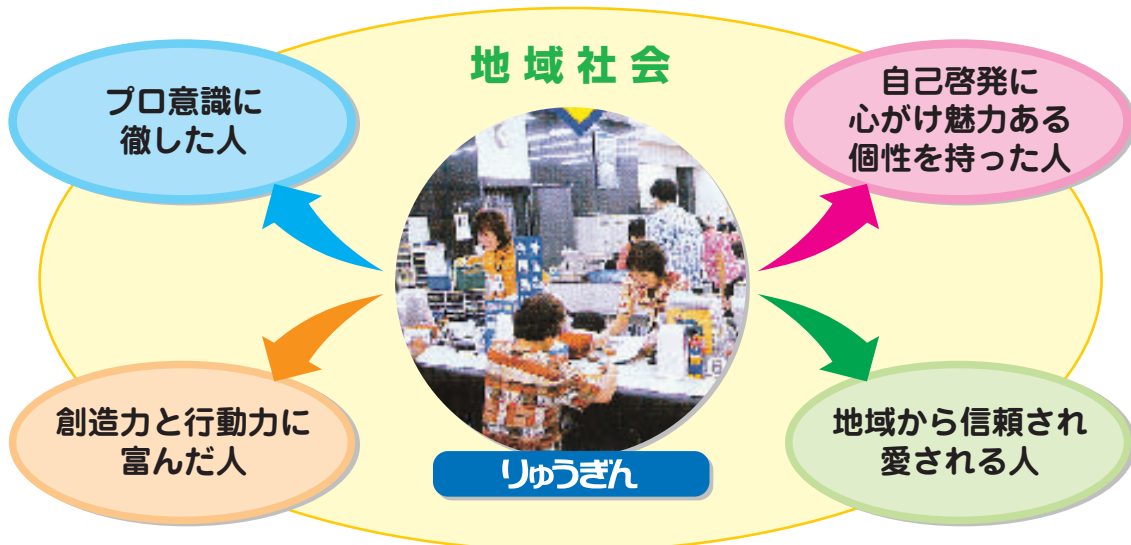 地域社会
プロ意識に
徹した人
自己啓発に
心がけ魅力ある
個性を持った人
創造力と行動力に
富んだ人
地域から信頼され
愛される人
りゅうぎん